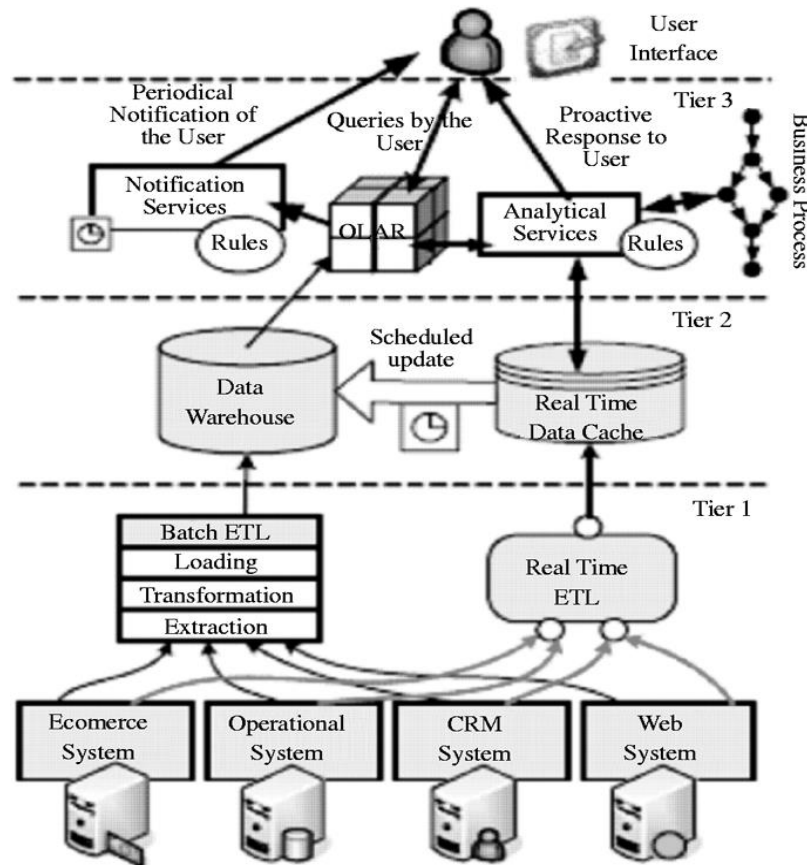 User
Interface
Tier 3
Periodical
Notification of
the User
Queries by the
User
Proactive
Response to
User
Business Process
Notification
Services
Rules
OLAR
Analytical
Services
Rules
Tier 2
Scheduled
update
Data
Warehouse
Real Time
Data Cache
Tier 1
Batch ETL
Loading
Transformation
Extraction
Real Time
ETL
Ecomerce
System
Operational
System
CRM
System
Web
System